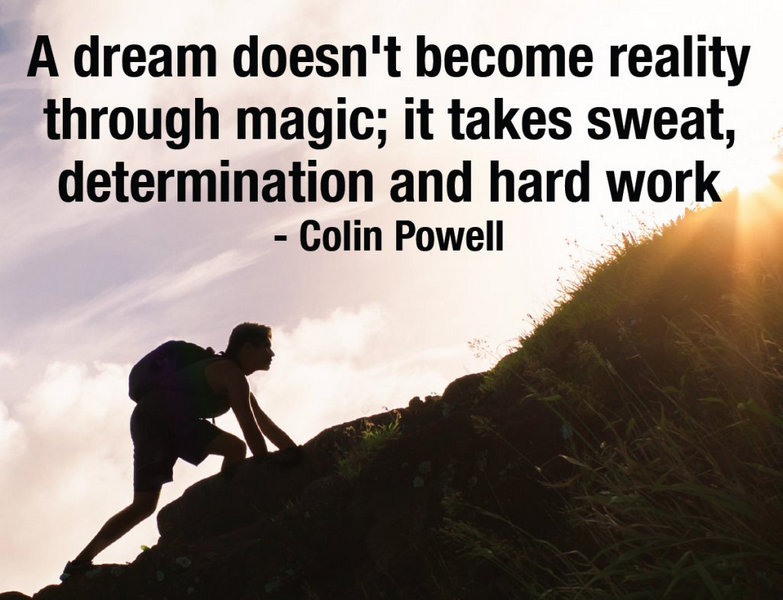 A dream doesn't become reality
through magic; it takes sweat,
determination and hard work
- Colin Powell